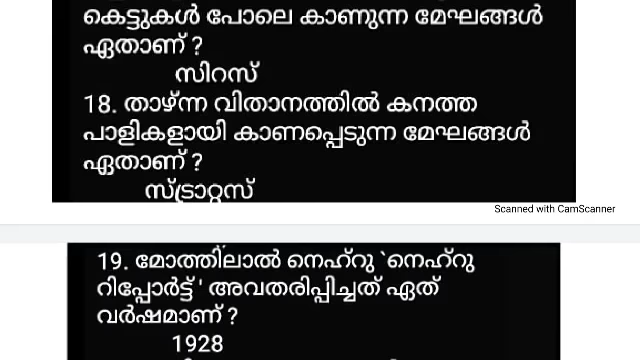 കെട്ടുകൾ പോലെ കാണുന്ന മേഘങ്ങൾ
ഏതാണ് ?
സിറസ്
18. താഴ്ന്ന വിതാനത്തിൽ കനത്ത
പാളികളായി കാണപ്പെടുന്ന മേഘങ്ങൾ
ഏതാണ് ?
സ്ട്രാറ്റസ്
Scanned with CamScanner
19. മോത്തിലാൽ നെഹ്റു `നെഹ്റു
റിപ്പോർട്ട് ' അവതരിപ്പിച്ചത് ഏത്
വർഷമാണ് ?
1928